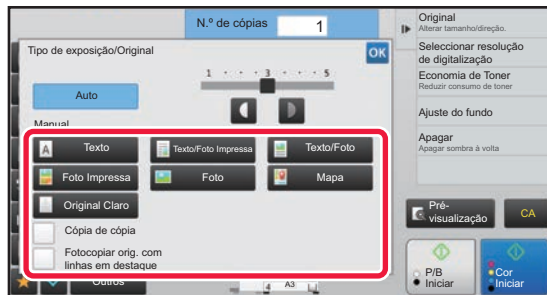 N.º de cópias
1
Tipo de exposição/Original
OK
1 · · · 3 · · · 5
Auto
Manual
A
Texto
Texto/Foto Impressa
Texto/Foto
Foto Impressa
Foto
Mapa
Original Claro
Cópia de cópia
Fotocopiar orig. com
linhas em destaque
Outros
A3
Original
Alterar tamanho/direção.
Seleccionar resolução
de digitalização
Economia de Toner
Reduzir consumo de toner
Ajuste do fundo
Apagar
Apagar sombra à volta
Pré-
visualização
CA
P/B
Iniciar
Cor
Iniciar